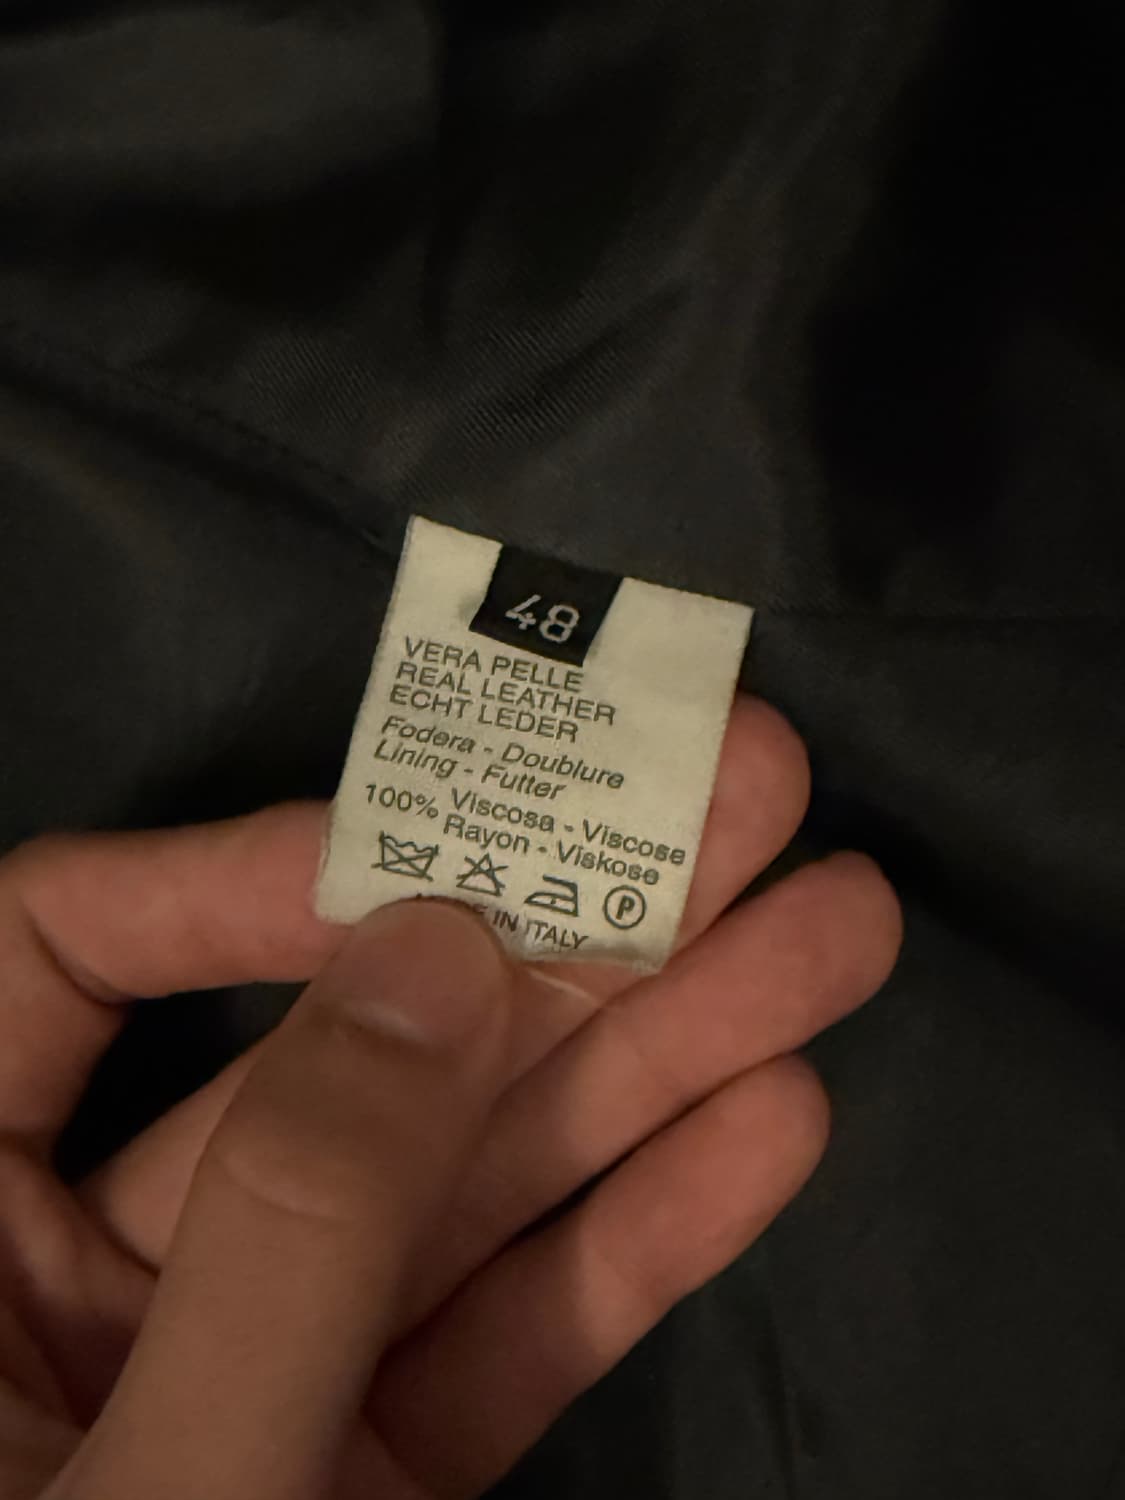 48
VERA PELLE
REAL LEATHER
ECHT LEDER
Fodera - Doublure
Lining - Futter
100% Viscosa - Viscose
Rayon - Viskose
P
IN ITALY